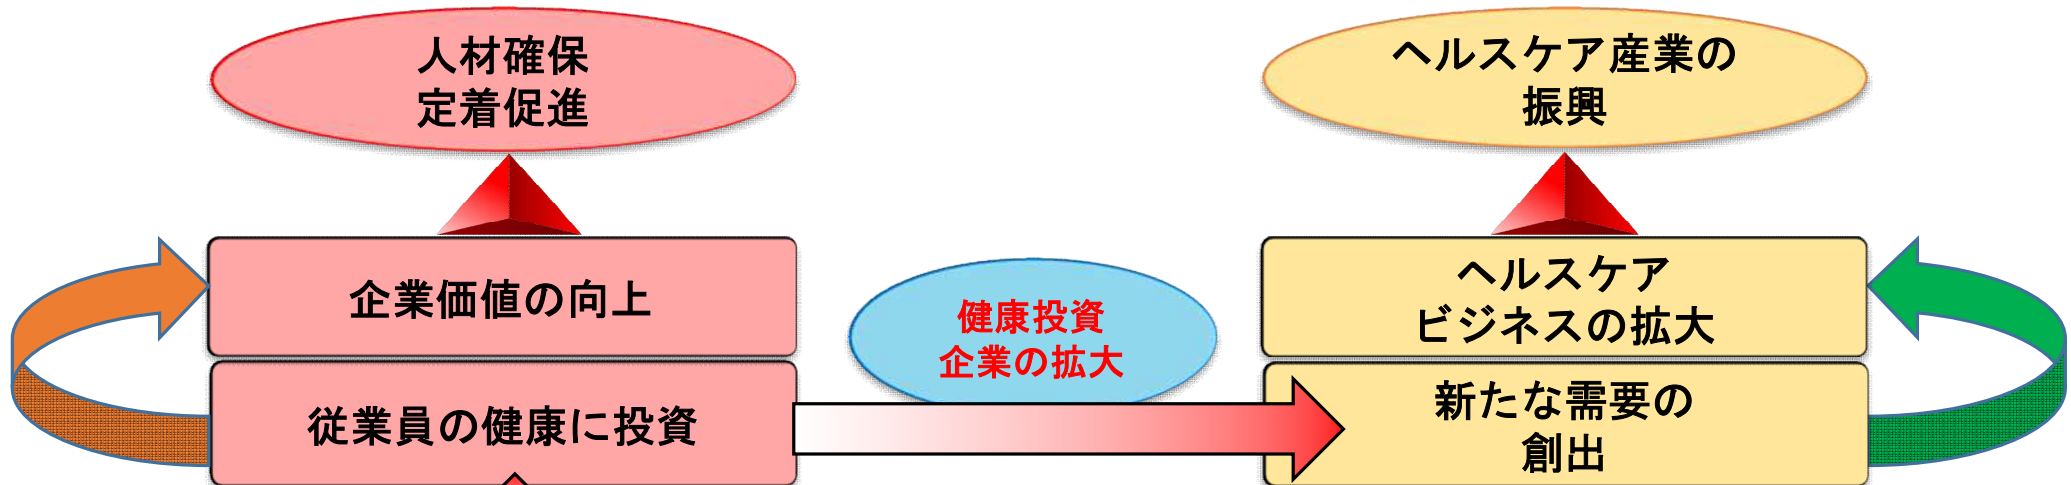 人材確保
定着促進
ヘルスケア産業の
振興
企業価値の向上
健康投資
企業の拡大
ヘルスケア
ビジネスの拡大
従業員の健康に投資
新たな需要の
創出